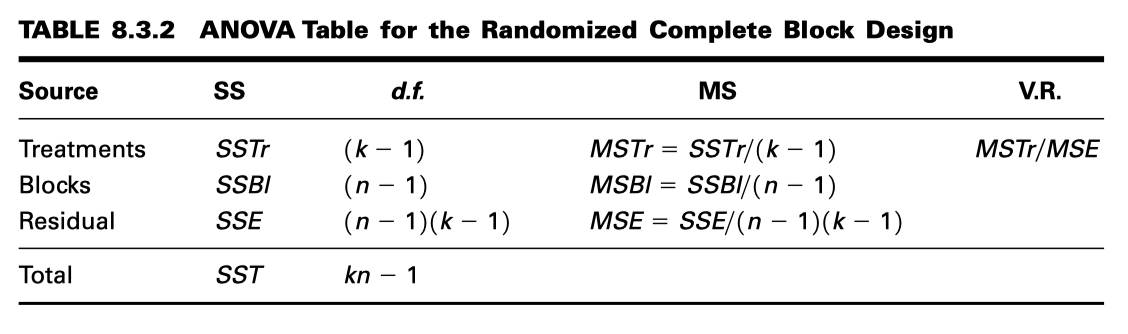 TABLE 8.3.2 ANOVA Table for the Randomized Complete Block Design
Source SS d.f. MS V.R.
Treatments SSTr (k − 1) MSTr = SSTr/(k − 1) MSTr/MSE
Blocks SSBl (n − 1) MSBl = SSBl/(n − 1)
Residual SSE (n − 1)(k − 1) MSE = SSE/(n − 1)(k − 1)
Total SST kn − 1